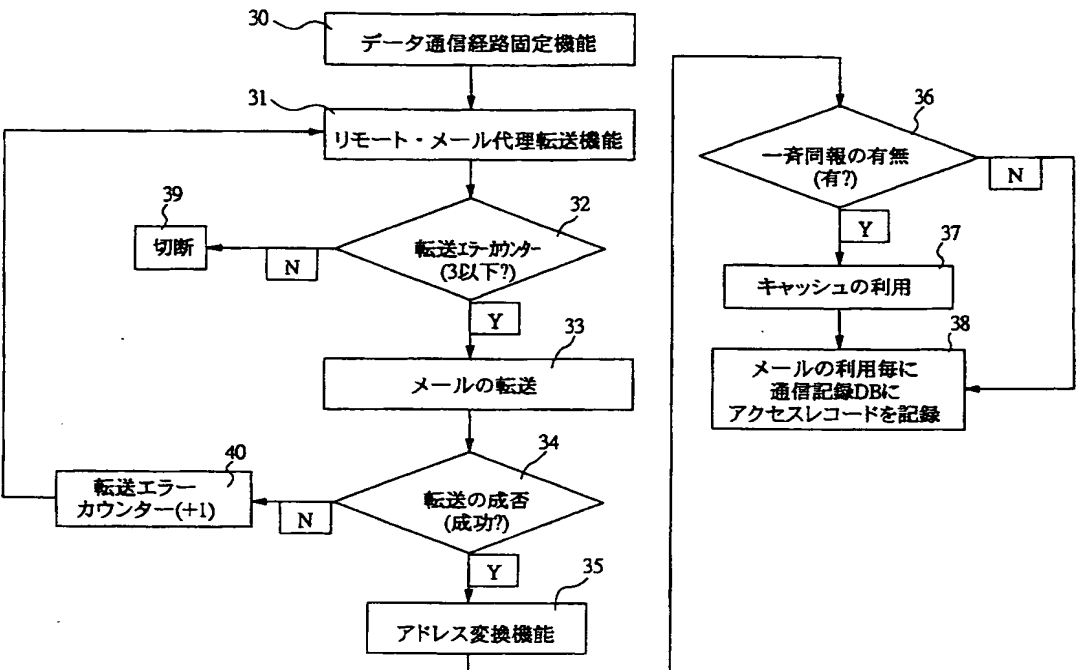 30
データ通信経路固定機能
31
リモート・メール代理転送機能
32
転送エラーカウンター
(3以下?)
39
切断
N
Y
33
メールの転送
34
転送の成否
(成功?)
40
転送エラー
カウンター(+1)
N
Y
35
アドレス変換機能
36
一斉同報の有無
(有?)
N
Y
37
キャッシュの利用
38
メールの利用毎に
通信記録DBに
アクセスレコードを記録